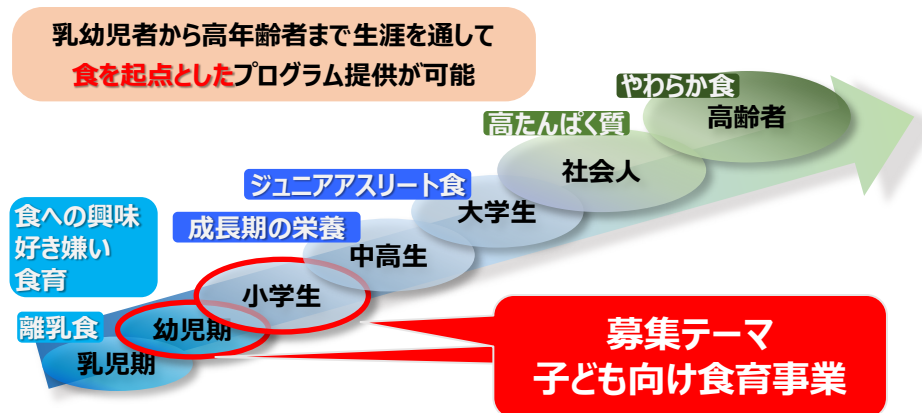 乳幼児者から高年齢者まで生涯を通して
食を起点としたプログラム提供が可能
やわらか食
高齢者
高たんぱく質
社会人
ジュニアアスリート食
大学生
食への興味
好き嫌い
食育
成長期の栄養
中高生
小学生
離乳食
幼児期
乳児期
募集テーマ
子ども向け食育事業